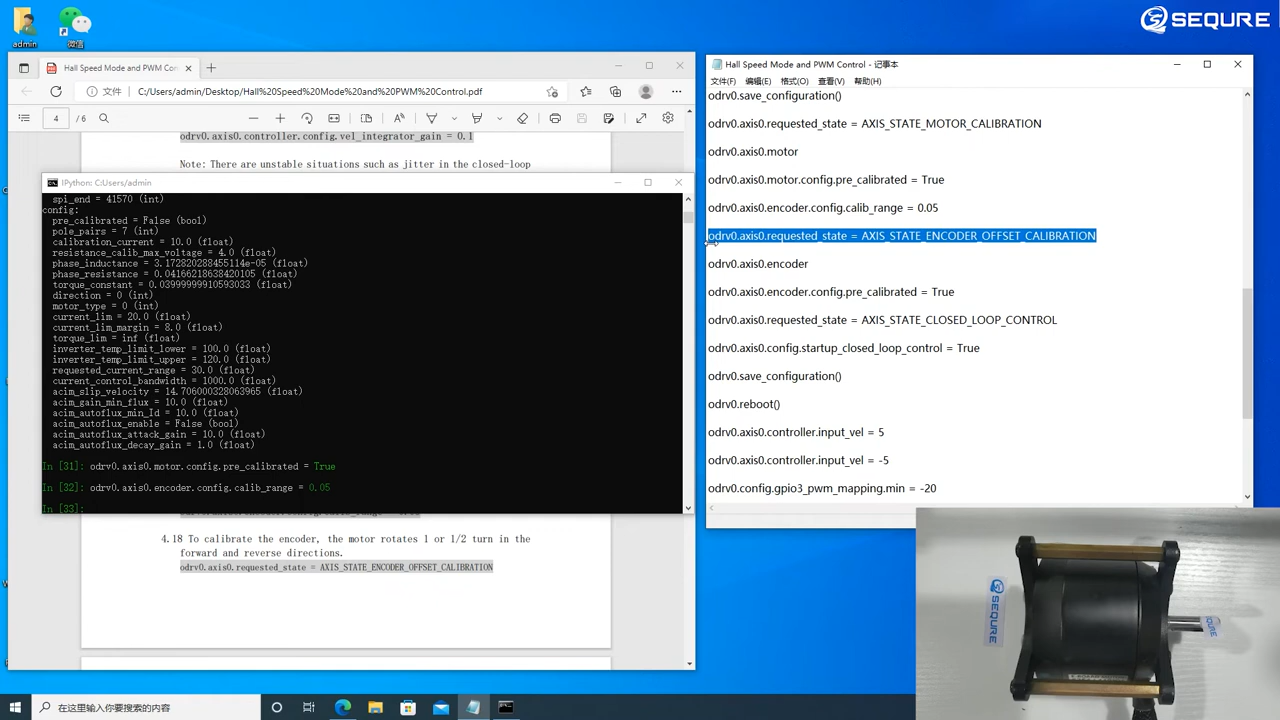 SEQURE
admin
微信
Hall Speed Mode and PWM Control
C:/Users/admin/Desktop/Hall%20Speed%20Mode%20and%20PWM%20Control.pdf
文件
4 / 6
odrv0.axis0.controller.config.vel_integrator_gain = 0.1
Note: There are unstable situations such as jitter in the closed-loop
IPython: C:Users/admin
spi_end = 41570 (int)
config:
pre_calibrated = False (bool)
pole_pairs = 7 (int)
calibration_current = 10.0 (float)
resistance_calib_max_voltage = 4.0 (float)
phase_inductance = 3.172820288455114e-05 (float)
phase_resistance = 0.04166218638420105 (float)
torque_constant = 0.03999999910593033 (float)
direction = 0 (int)
motor_type = 0 (int)
current_lim = 20.0 (float)
current_lim_margin = 8.0 (float)
torque_lim = inf (float)
inverter_temp_limit_lower = 100.0 (float)
inverter_temp_limit_upper = 120.0 (float)
requested_current_range = 30.0 (float)
current_control_bandwidth = 1000.0 (float)
acim_slip_velocity = 14.706000328063965 (float)
acim_gain_min_flux = 10.0 (float)
acim_autoflux_min_Id = 10.0 (float)
acim_autoflux_enable = False (bool)
acim_autoflux_attack_gain = 10.0 (float)
acim_autoflux_decay_gain = 1.0 (float)
In [31]: odrv0.axis0.motor.config.pre_calibrated = True
In [32]: odrv0.axis0.encoder.config.calib_range = 0.05
In [33]:
4.18 To calibrate the encoder, the motor rotates 1 or 1/2 turn in the
forward and reverse directions.
odrv0.axis0.requested_state = AXIS_STATE_ENCODER_OFFSET_CALIBRATION
Hall Speed Mode and PWM Control - 记事本
文件(F) 编辑(E) 格式(O) 查看(V) 帮助(H)
odrv0.save_configuration()
odrv0.axis0.requested_state = AXIS_STATE_MOTOR_CALIBRATION
odrv0.axis0.motor
odrv0.axis0.motor.config.pre_calibrated = True
odrv0.axis0.encoder.config.calib_range = 0.05
odrv0.axis0.requested_state = AXIS_STATE_ENCODER_OFFSET_CALIBRATION
odrv0.axis0.encoder
odrv0.axis0.encoder.config.pre_calibrated = True
odrv0.axis0.requested_state = AXIS_STATE_CLOSED_LOOP_CONTROL
odrv0.axis0.config.startup_closed_loop_control = True
odrv0.save_configuration()
odrv0.reboot()
odrv0.axis0.controller.input_vel = 5
odrv0.axis0.controller.input_vel = -5
odrv0.config.gpio3_pwm_mapping.min = -20
SEQURE
SEQURE
在这里输入你要搜索的内容